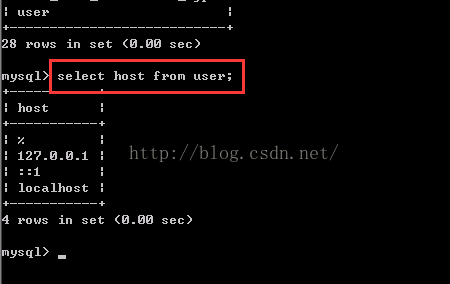 | user |
+---------------------------+
28 rows in set (0.00 sec)
mysql> select host from user;
+-----------+
| host |
+-----------+
| % |
| 127.0.0.1 |
| ::1 |
| localhost |
+-----------+
4 rows in set (0.00 sec)
mysql> _
http://blog.csdn.net/